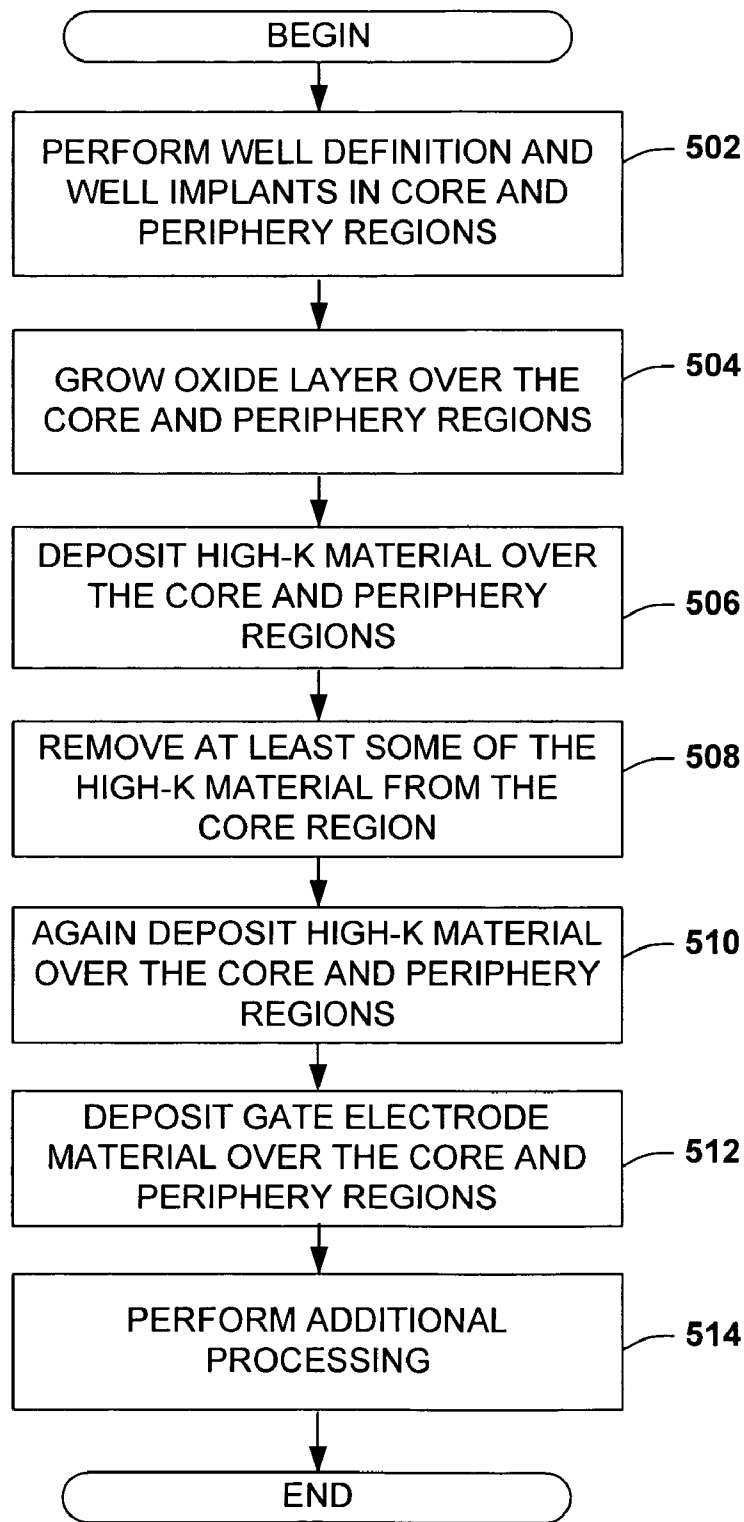 BEGIN
PERFORM WELL DEFINITION AND
WELL IMPLANTS IN CORE AND
PERIPHERY REGIONS
502
GROW OXIDE LAYER OVER THE
CORE AND PERIPHERY REGIONS
504
DEPOSIT HIGH-K MATERIAL OVER
THE CORE AND PERIPHERY
REGIONS
506
REMOVE AT LEAST SOME OF THE
HIGH-K MATERIAL FROM THE
CORE REGION
508
AGAIN DEPOSIT HIGH-K MATERIAL
OVER THE CORE AND PERIPHERY
REGIONS
510
DEPOSIT GATE ELECTRODE
MATERIAL OVER THE CORE AND
PERIPHERY REGIONS
512
PERFORM ADDITIONAL
PROCESSING
514
END